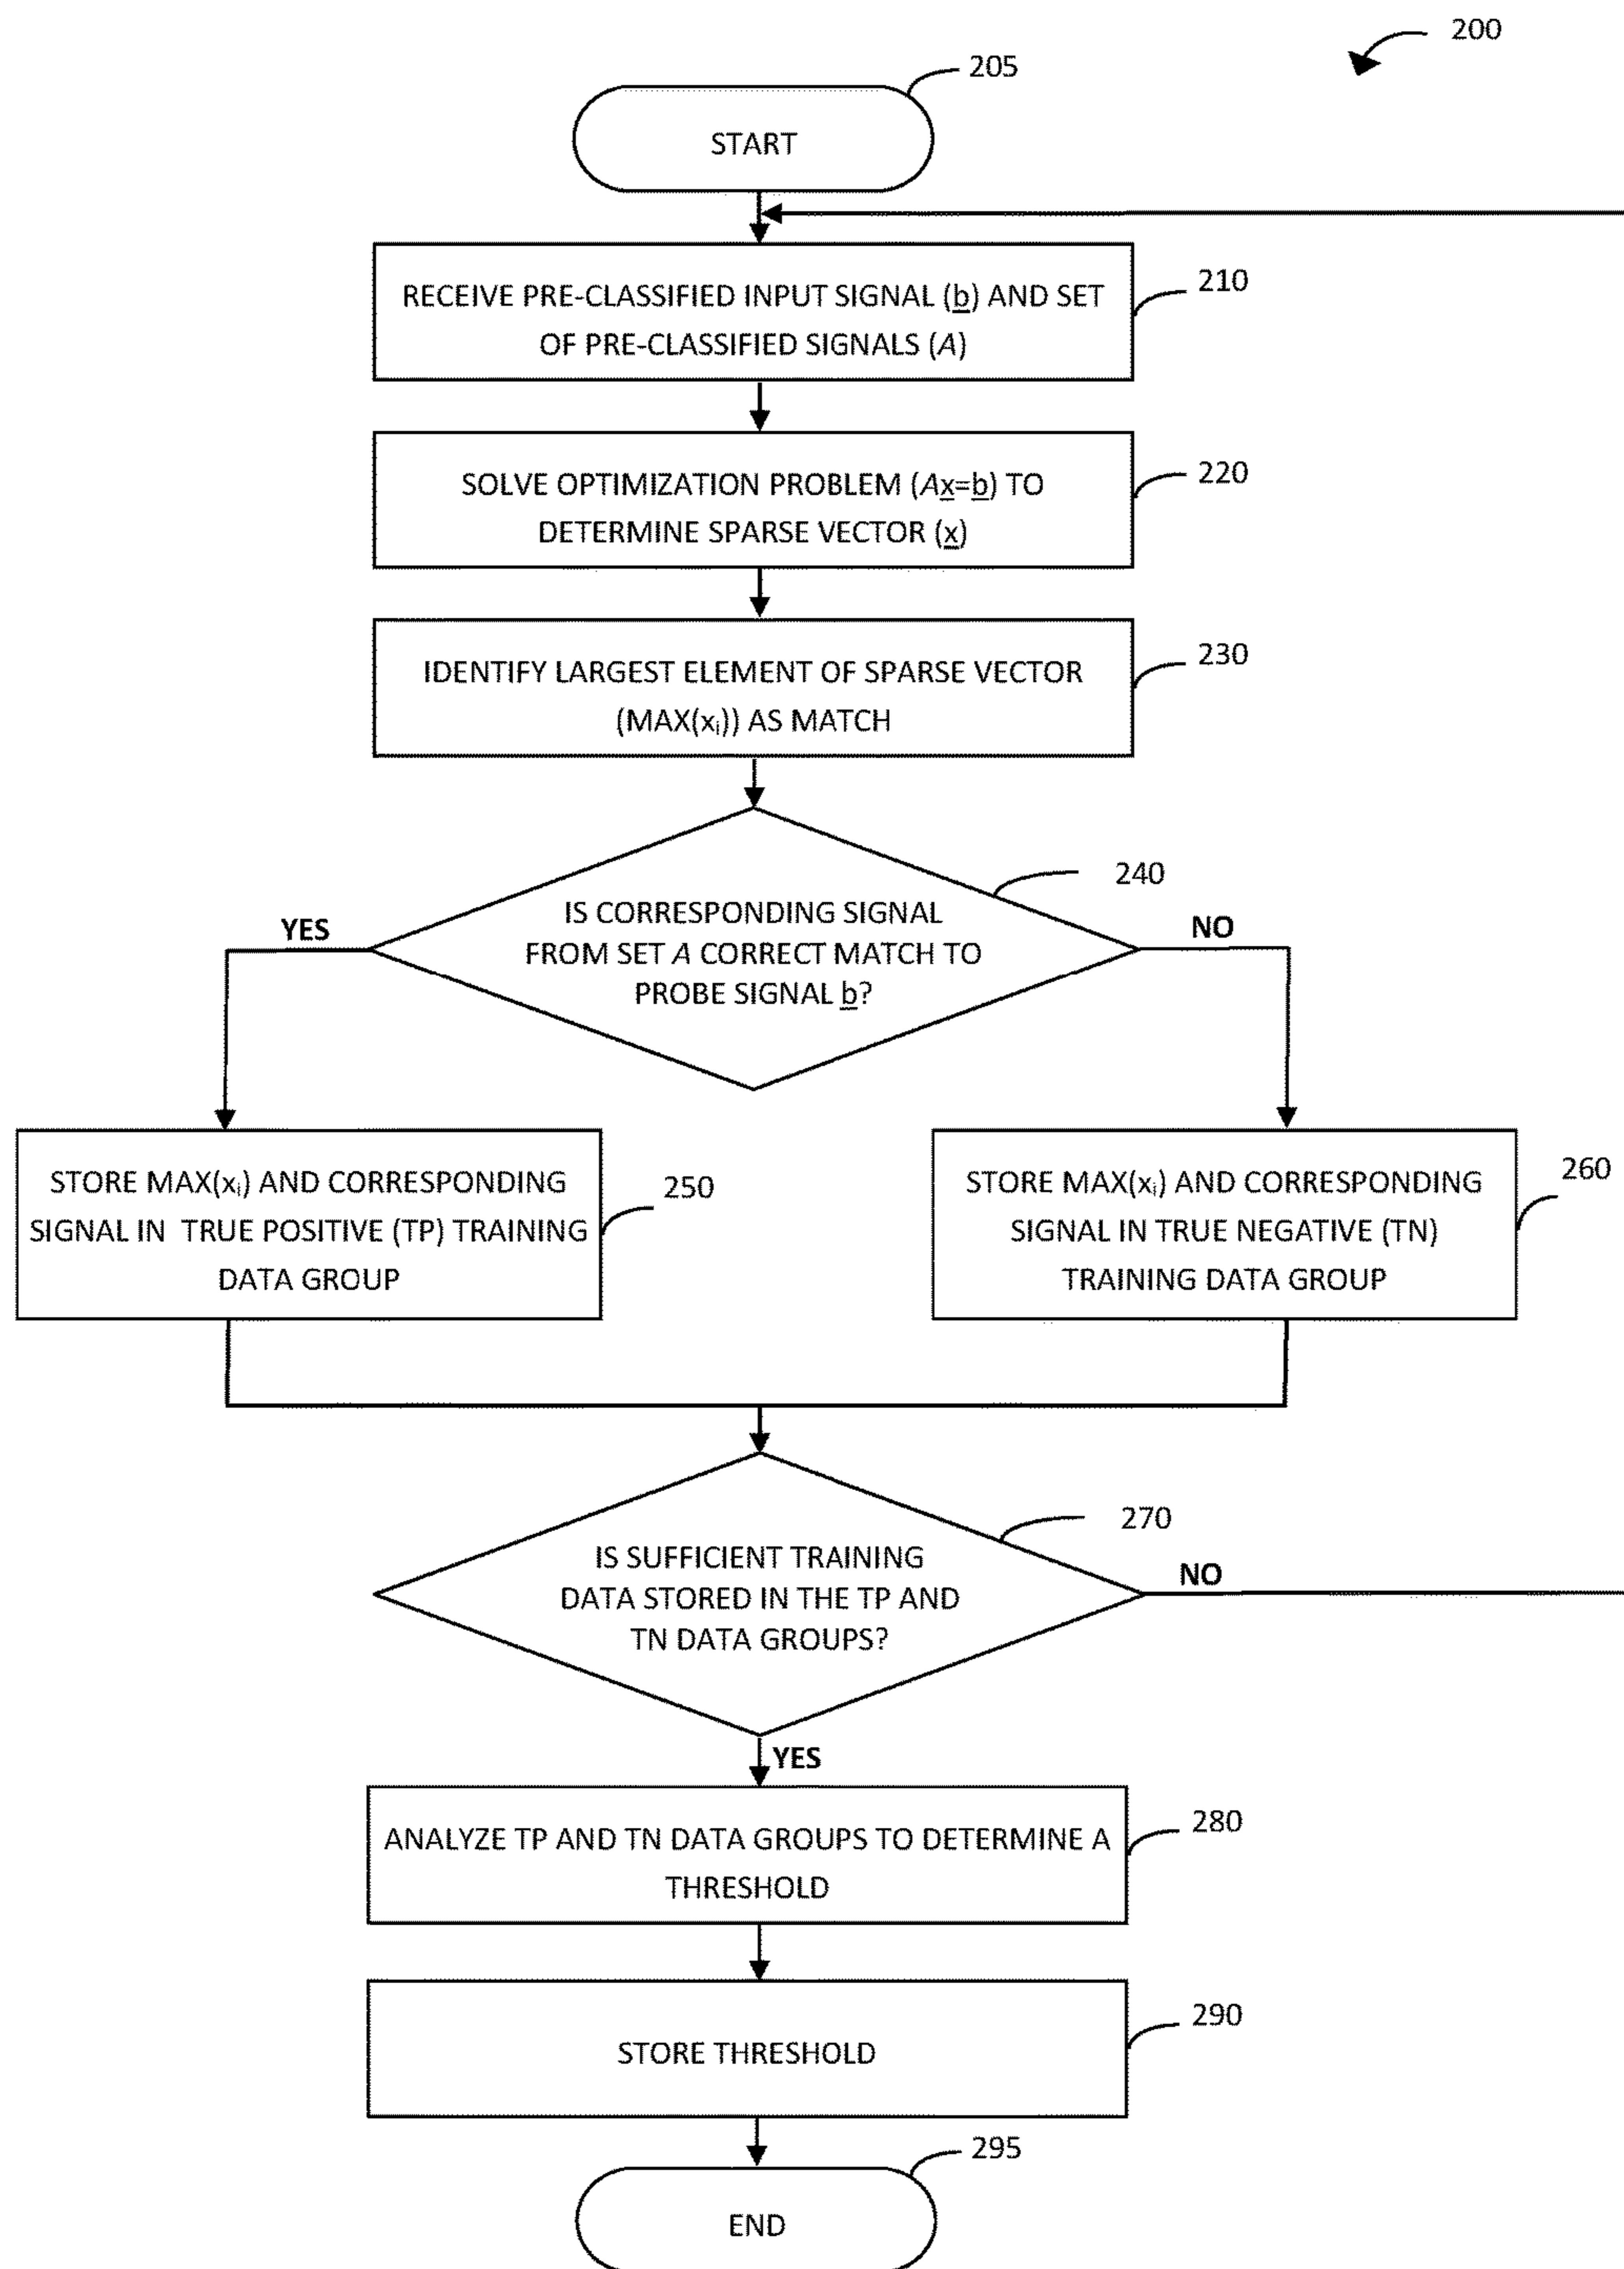 200
205
START
RECEIVE PRE-CLASSIFIED INPUT SIGNAL (b) AND SET
OF PRE-CLASSIFIED SIGNALS (A)
210
SOLVE OPTIMIZATION PROBLEM (Ax=b) TO
DETERMINE SPARSE VECTOR (x)
220
IDENTIFY LARGEST ELEMENT OF SPARSE VECTOR
(MAX(xᵢ)) AS MATCH
230
240
IS CORRESPONDING SIGNAL
FROM SET A CORRECT MATCH TO
PROBE SIGNAL b?
YES
NO
STORE MAX(xᵢ) AND CORRESPONDING
SIGNAL IN TRUE POSITIVE (TP) TRAINING
DATA GROUP
250
STORE MAX(xᵢ) AND CORRESPONDING
SIGNAL IN TRUE NEGATIVE (TN)
TRAINING DATA GROUP
260
270
IS SUFFICIENT TRAINING
DATA STORED IN THE TP AND
TN DATA GROUPS?
NO
YES
ANALYZE TP AND TN DATA GROUPS TO DETERMINE A
THRESHOLD
280
STORE THRESHOLD
290
295
END